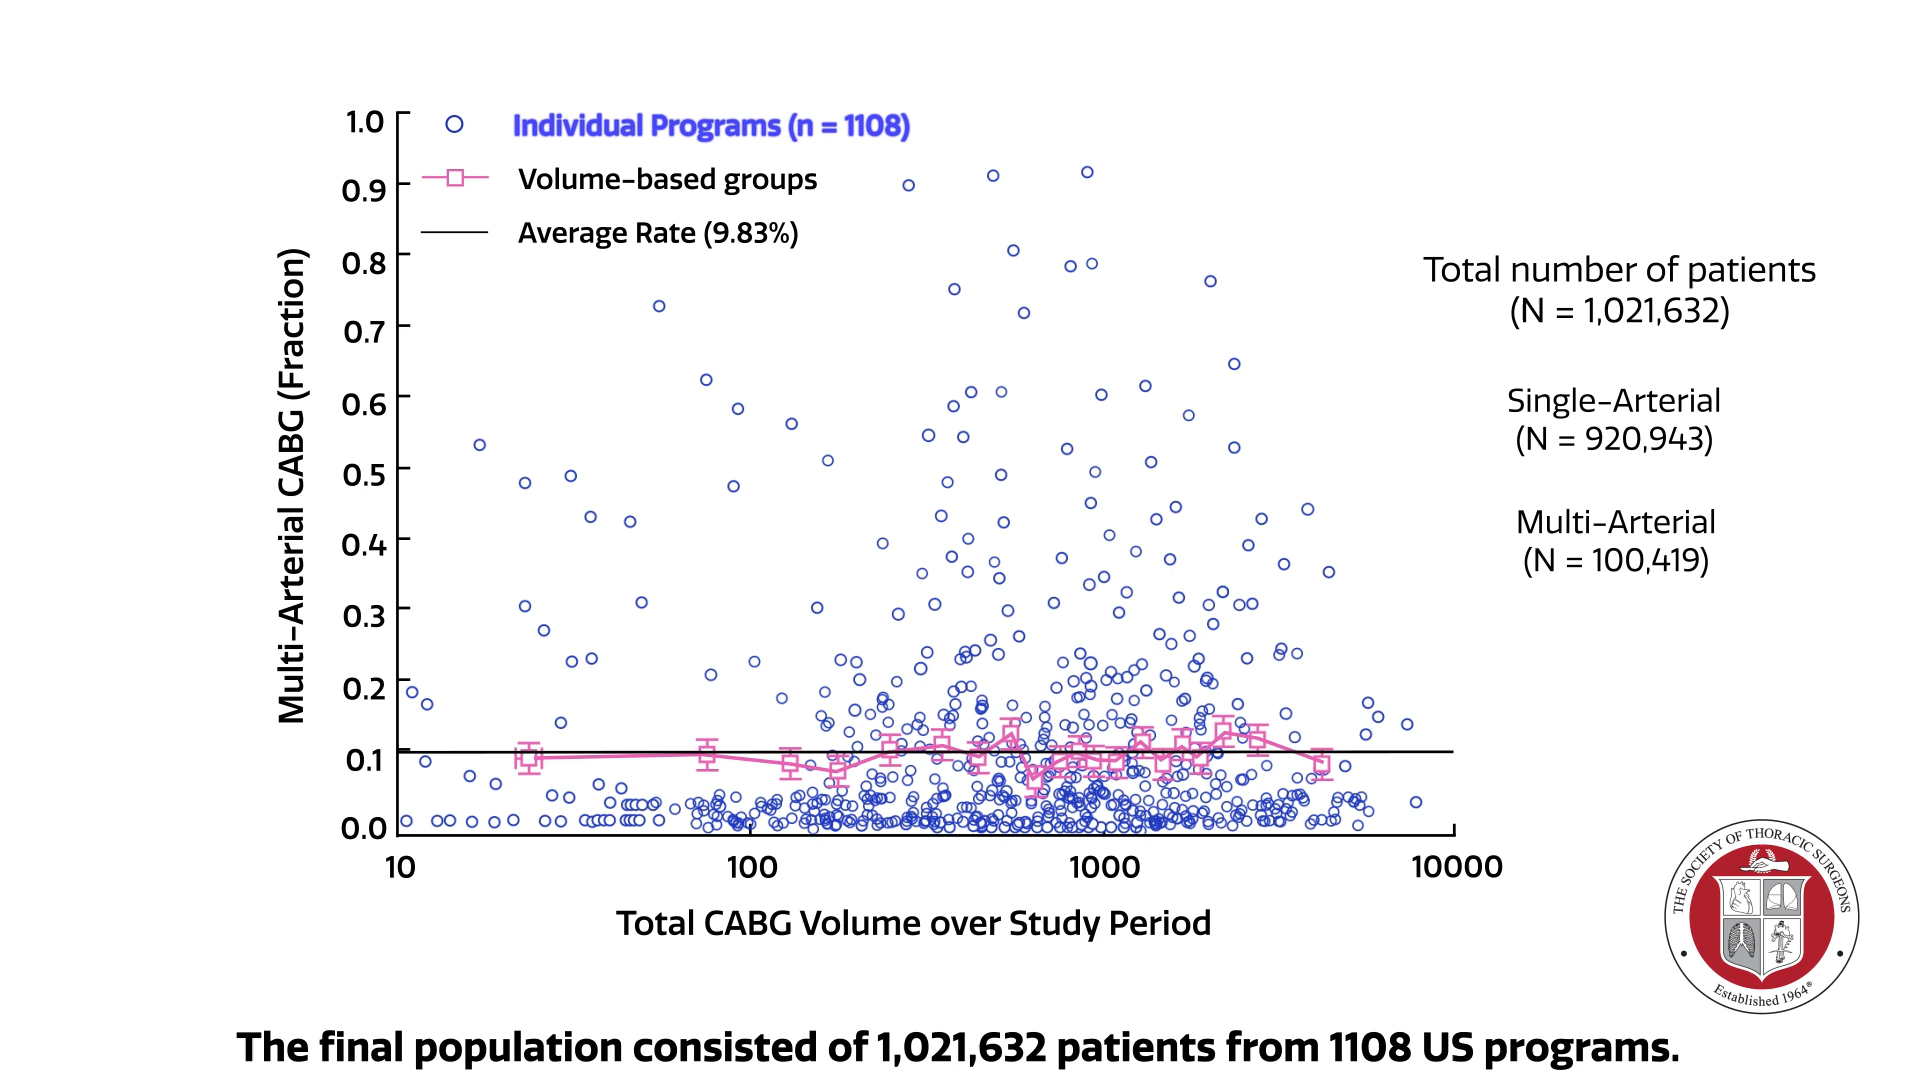 1.0
0.9
0.8
0.7
0.6
0.5
0.4
0.3
0.2
0.1
0.0
Multi-Arterial CABG (Fraction)
Individual Programs (n = 1108)
Volume-based groups
Average Rate (9.83%)
10
100
1000
10000
Total CABG Volume over Study Period
Total number of patients
(N = 1,021,632)
Single-Arterial
(N = 920,943)
Multi-Arterial
(N = 100,419)
THE SOCIETY OF THORACIC SURGEONS
Established 1964®
The final population consisted of 1,021,632 patients from 1108 US programs.